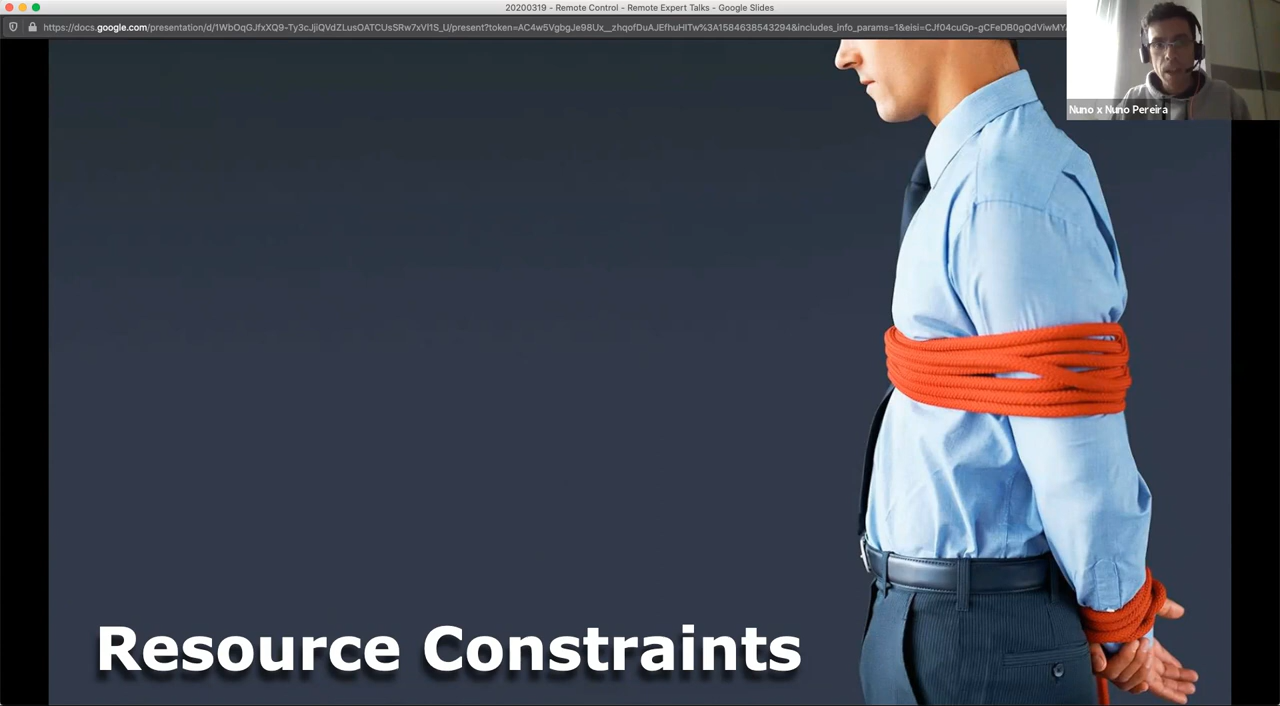 20200319 - Remote Control - Remote Expert Talks - Google Slides
Nuno x Nuno Pereira
Resource Constraints